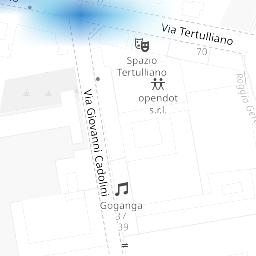 Via Tertulliano
70
Spazio
Tertulliano
opendot
s.r.l.
Via Giovanni Cadolini
Goganga
37
39